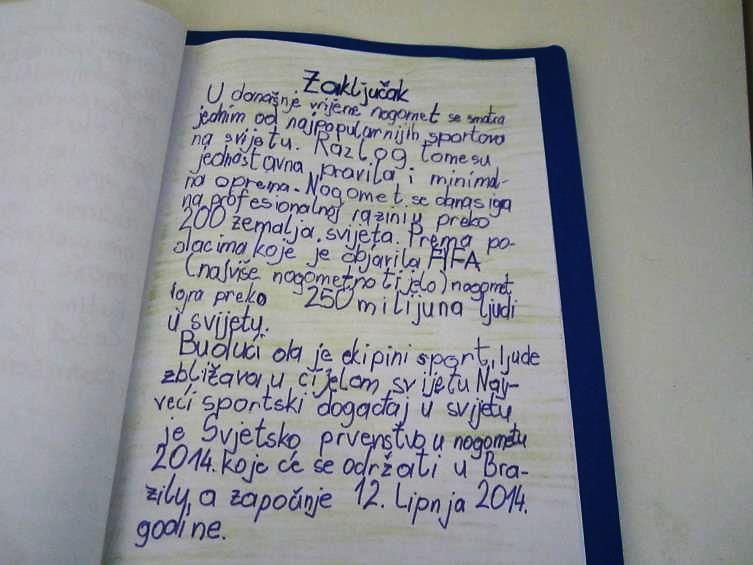 Zaključak
U današnje vrijeme nogomet se smatra
jednim od najpopularnijih sportova
na svijetu. Razlog tome su
jednostavna pravila i minimal-
na oprema. Nogomet se danas iga
na profesionalnoj razini u preko
200 zemalja svijeta. Prema po-
dacima koje je objavila FIFA
(najviše nogometno tijelo) nogomet
igra preko 250 milijuna ljudi
u svijetu.
Budući da je ekipini sport, ljude
zbližava u cijelom svijetu Naj-
veći sportski događaj u svijetu
je Svjetsko prvenstvo u nogometu
2014. koje će se održati u Bra-
zilu, a započinje 12. lipnja 2014.
godine.